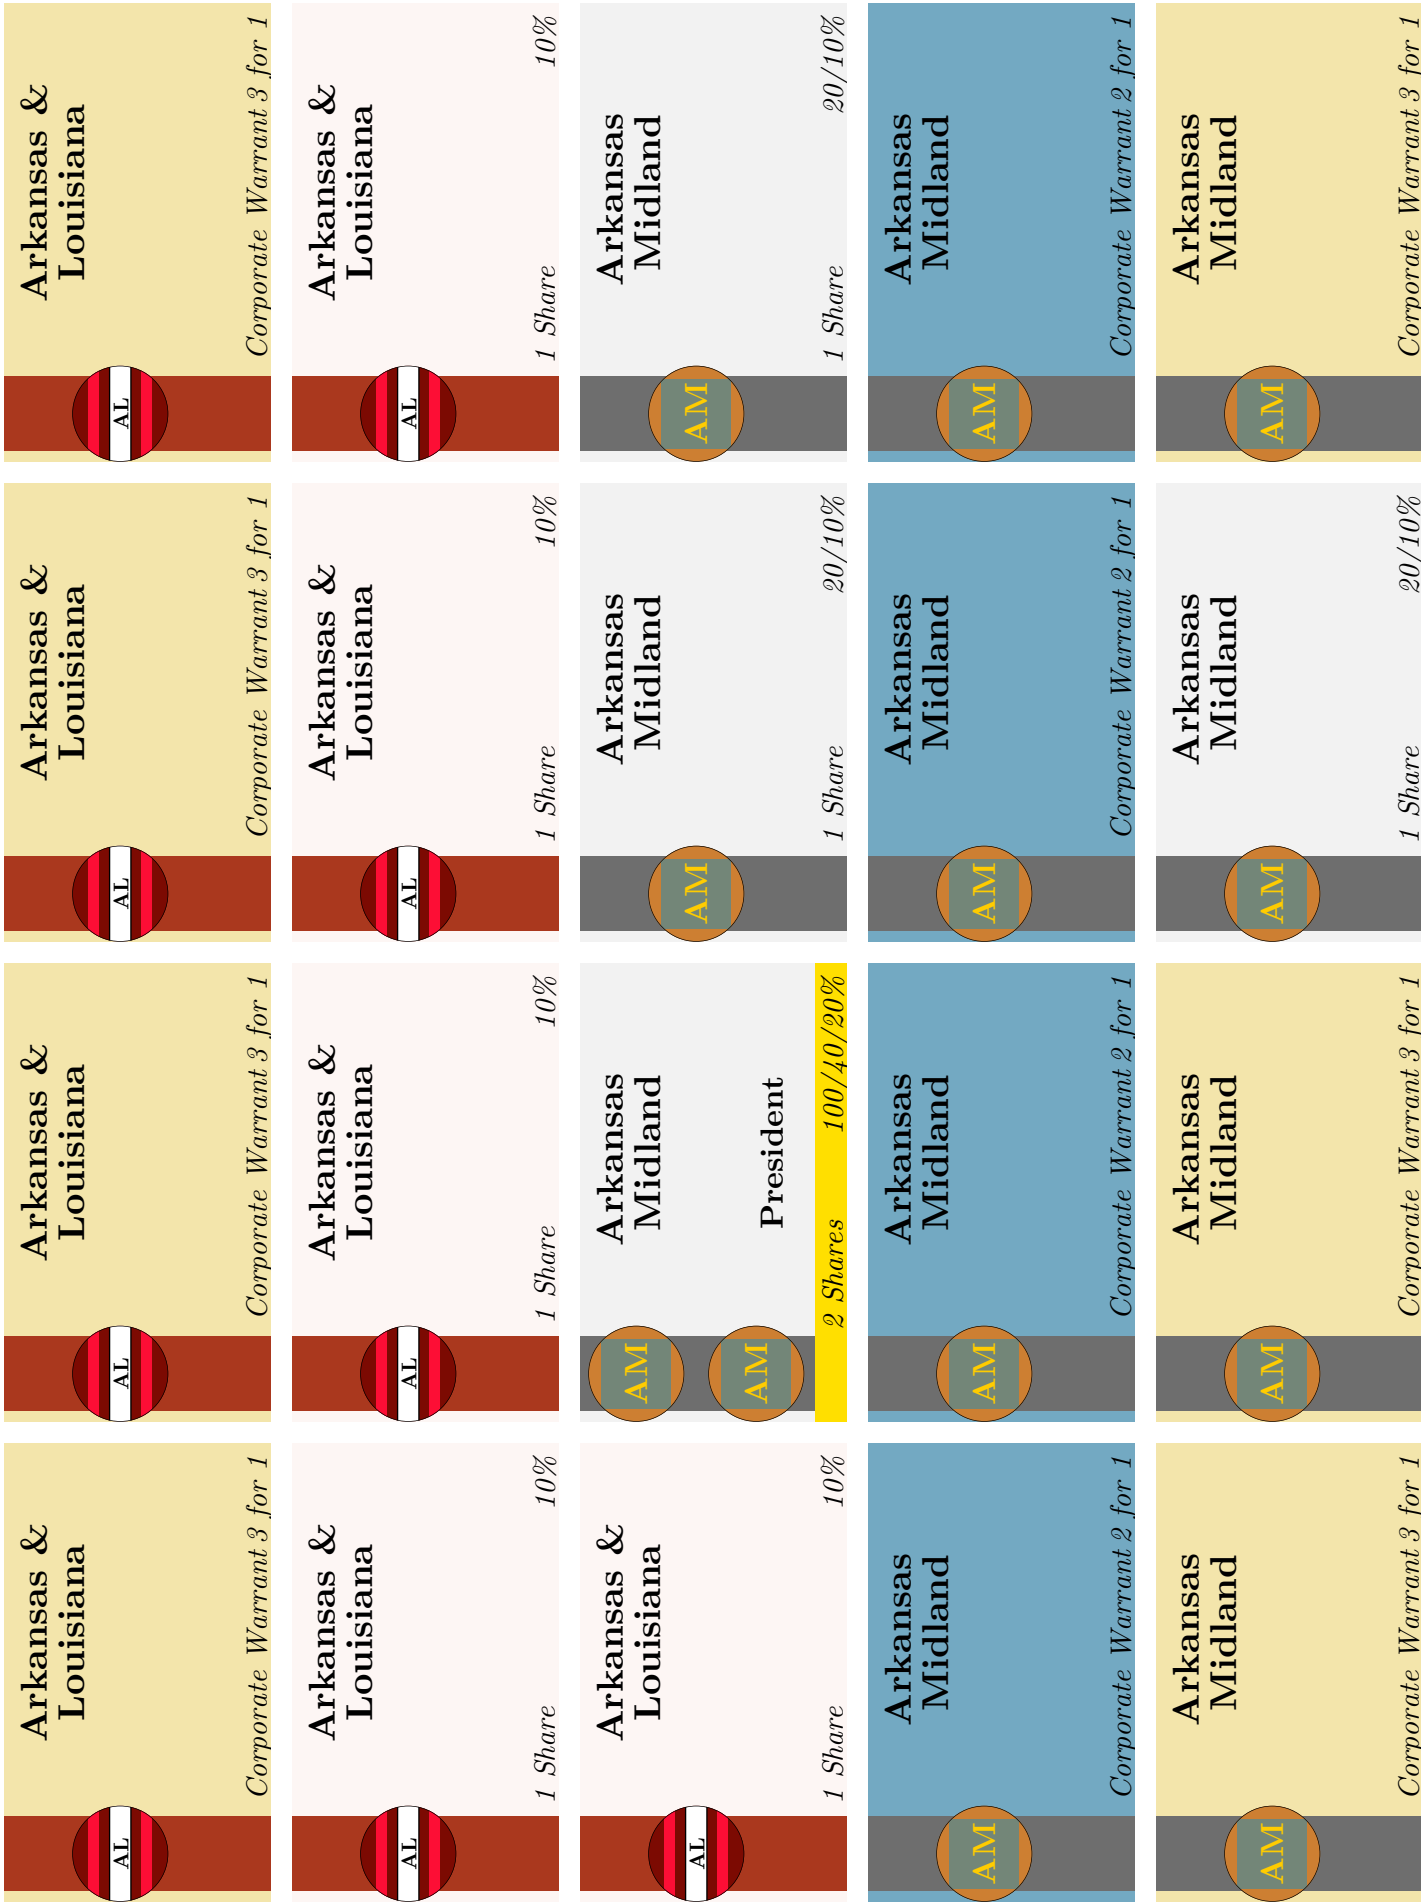 Arkansas &
Louisiana
AL
Corporate Warrant 3 for 1
Arkansas &
Louisiana
AL
Corporate Warrant 3 for 1
Arkansas &
Louisiana
AL
Corporate Warrant 3 for 1
Arkansas &
Louisiana
AL
Corporate Warrant 3 for 1
Arkansas &
Louisiana
AL
1 Share 10%
Arkansas &
Louisiana
AL
1 Share 10%
Arkansas &
Louisiana
AL
1 Share 10%
Arkansas &
Louisiana
AL
1 Share 10%
Arkansas &
Louisiana
AL
1 Share 10%
Arkansas
Midland
AM
AM
President
2 Shares 100/40/20%
Arkansas
Midland
AM
1 Share 20/10%
Arkansas
Midland
AM
1 Share 20/10%
Arkansas
Midland
AM
Corporate Warrant 2 for 1
Arkansas
Midland
AM
Corporate Warrant 2 for 1
Arkansas
Midland
AM
Corporate Warrant 2 for 1
Arkansas
Midland
AM
Corporate Warrant 2 for 1
Arkansas
Midland
AM
Corporate Warrant 3 for 1
Arkansas
Midland
AM
Corporate Warrant 3 for 1
Arkansas
Midland
AM
1 Share 20/10%
Arkansas
Midland
AM
Corporate Warrant 3 for 1